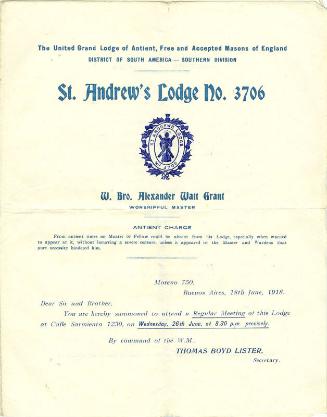 The United Grand Lodge of Antient, Free and Accepted Masons of England
DISTRICT OF SOUTH AMERICA — SOUTHERN DIVISION
St. Andrew's Lodge No. 3706
W. Bro. Alexander Watt Grant
WORSHIPFUL MASTER
ANTIENT CHARGE
From antient times no Master or Fellow could be absent from his Lodge, especially when warned
to appear at it, without incurring a severe censure, unless it appeared to the Master and Wardens that
pure necessity hindered him.
Moreno 750.
Buenos Aires, 18th June, 1918.
Dear Sir and Brother,
You are hereby summoned to attend a Regular Meeting of this Lodge
at Calle Sarmiento 1230, on Wednesday, 26th June, at 8.30 p.m. precisely.
By command of the W.M.
THOMAS BOYD LISTER,
Secretary.